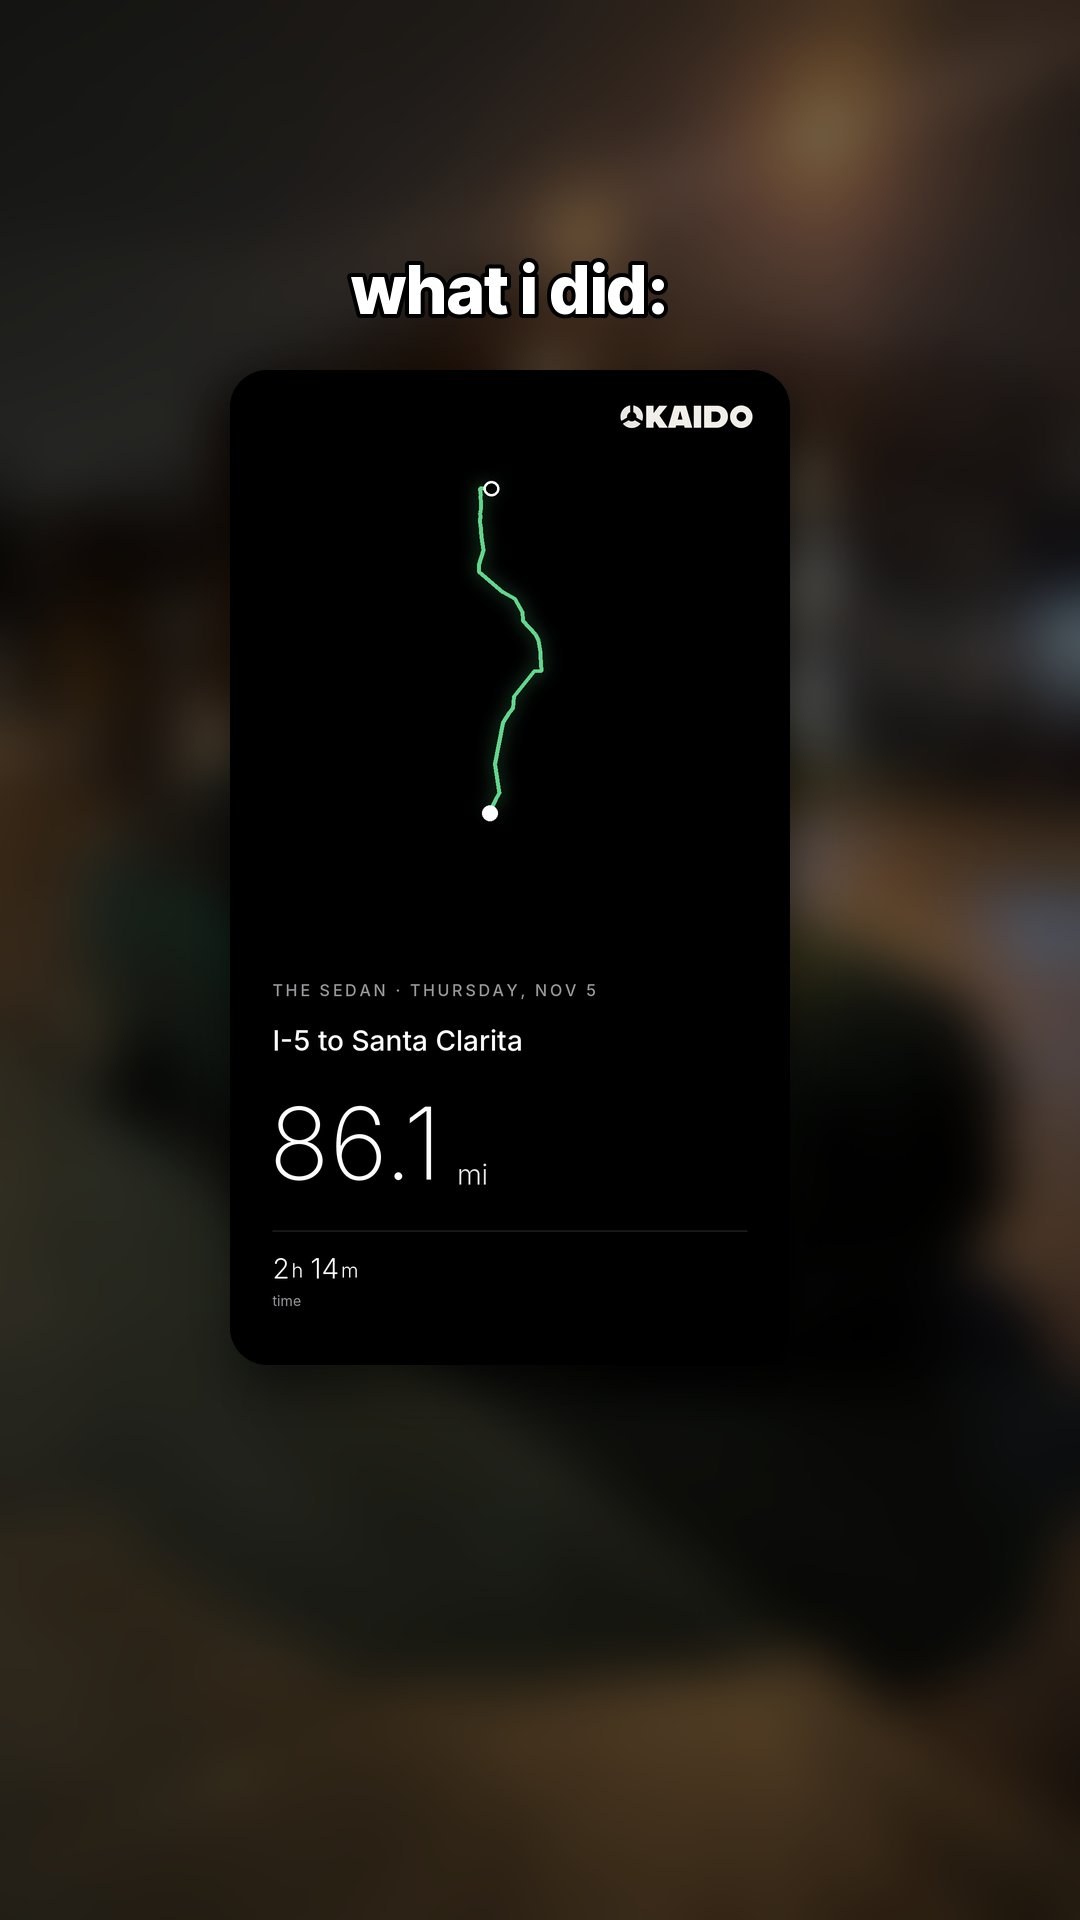 what i did:
KAIDO
THE SEDAN · THURSDAY, NOV 5
I-5 to Santa Clarita
86.1 mi
2h 14m
time